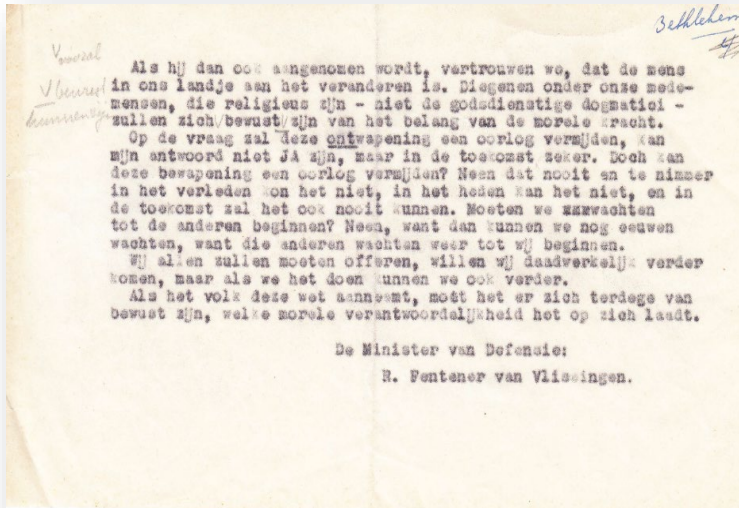 Bethlehem
vooral
V bewust
kunnen zijn
Als hij dan ook aangenomen wordt, vertrouwen we, dat de mens
in ons landje aan het veranderen is. Diegenen onder onze mede-
mensen, die religieus zijn - niet de godsdienstige dogmatici -
zullen zich/bewust/zijn van het belang van de morele kracht.
Op de vraag zal deze ontwapening een oorlog vermijden, kan
mijn antwoord niet JA zijn, maar in de toekomst zeker. Doch kan
deze bewapening een oorlog vermijden? Neen dat nooit en te nimmer
in het verleden kon het niet, in het heden kan het niet, en in
de toekomst zal het ook nooit kunnen. Moeten we xxxwachten
tot de anderen beginnen? Neen, want dan kunnen we nog eeuwen
wachten, want die anderen wachten weer tot wij beginnen.
Wij allen zullen moeten offeren, willen wij daadwerkelijk verder
komen, maar als we het doen kunnen we ook verder.
Als het volk deze wet aanneemt, moet het er zich terdege van
bewust zijn, welke morele verantwoordelijkheid het op zich laadt.
De Minister van Defensie:
R. Fentener van Vlissingen.